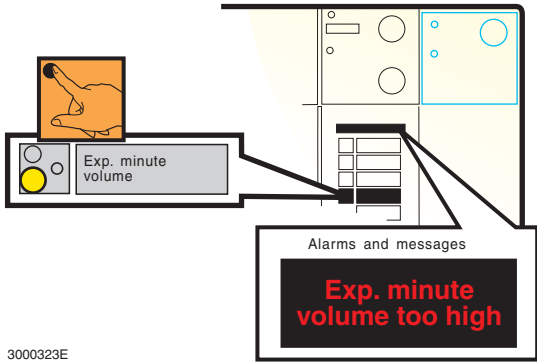 Exp. minute
volume
Alarms and messages
Exp. minute
volume too high
3000323E